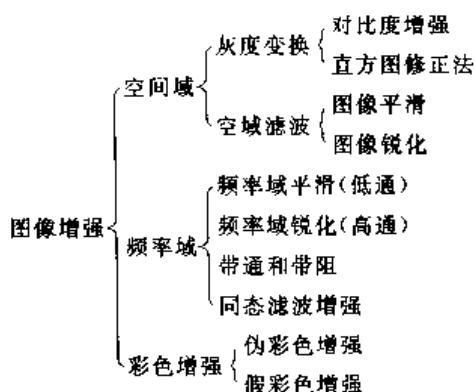 对比度增强
灰度变换
直方图修正法
空间域
图像平滑
空域滤波
图像锐化
频率域平滑(低通)
频率域锐化(高通)
图像增强
频率域
带通和带阻
同态滤波增强
伪彩色增强
彩色增强
假彩色增强